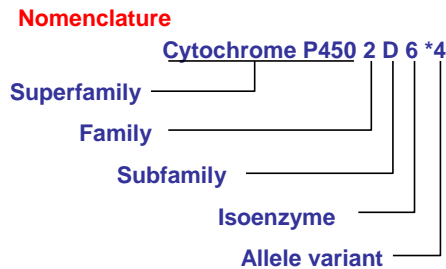 Nomenclature
Cytochrome P450 2 D 6 *4
Superfamily
Family
Subfamily
Isoenzyme
Allele variant